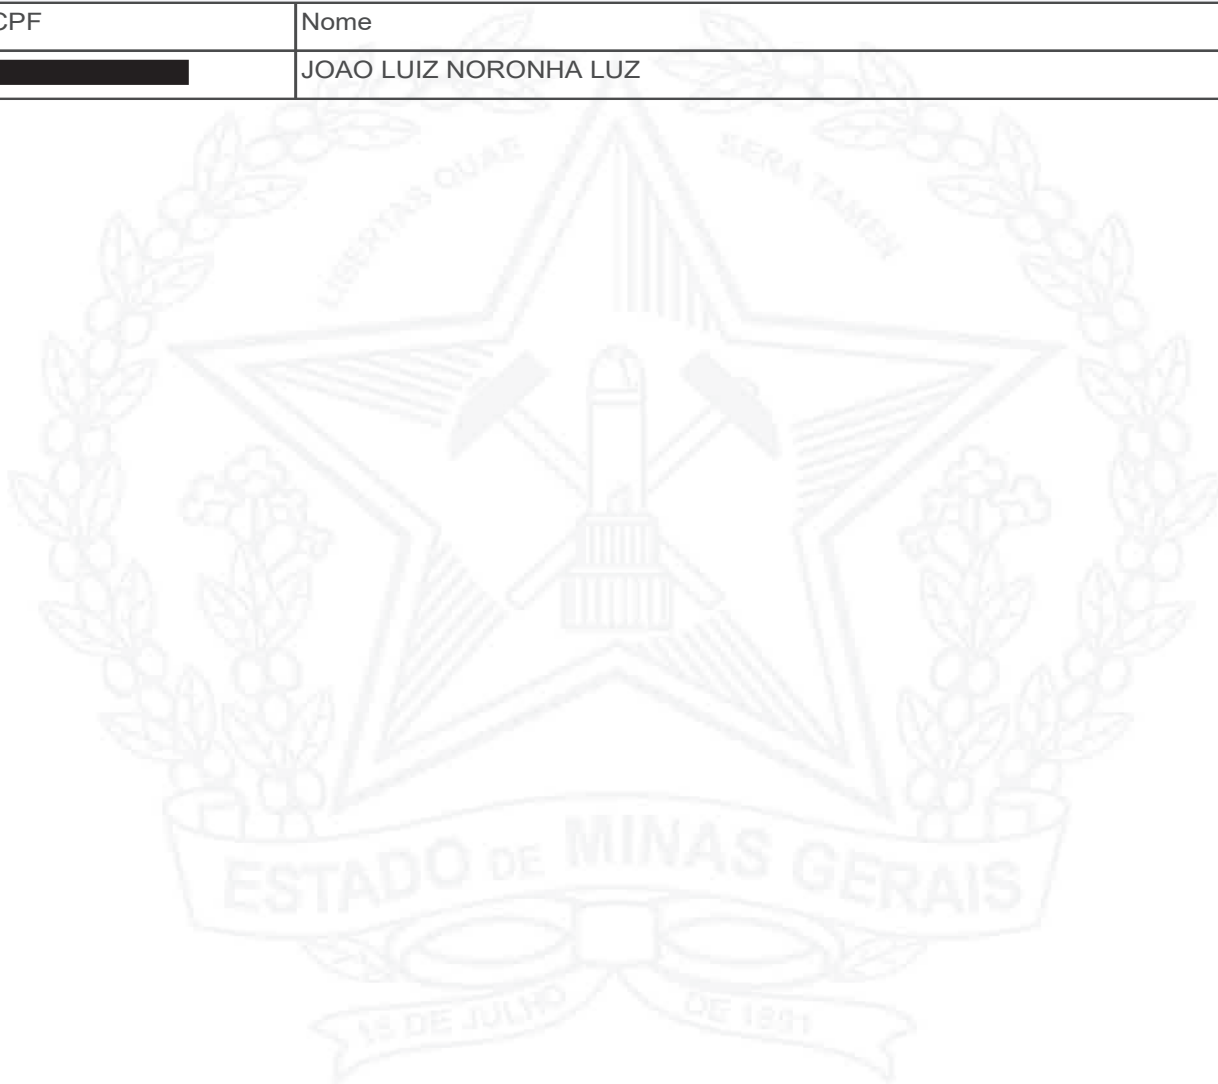 CPF Nome
JOAO LUIZ NORONHA LUZ
LIBERTAS QUAE SERA TAMEN
ESTADO DE MINAS GERAIS
15 DE JULHO DE 1891